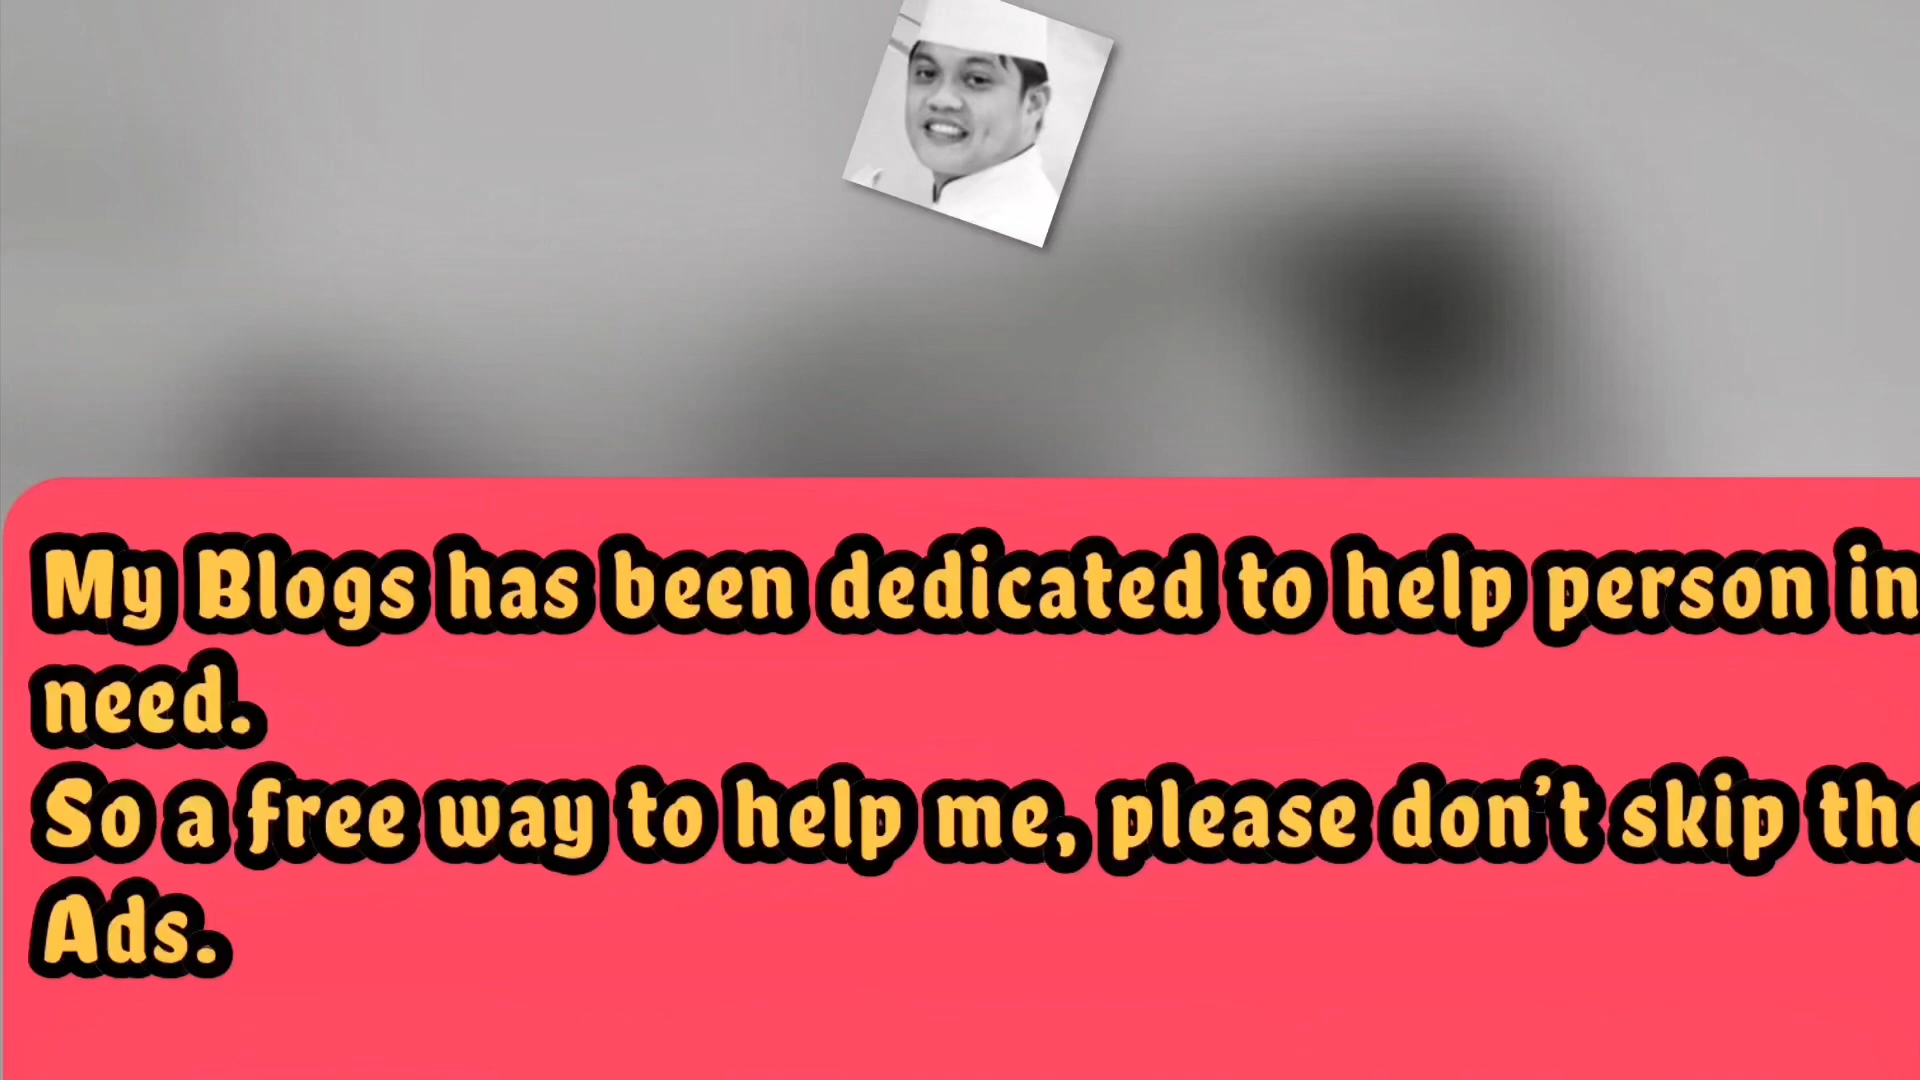 My Blogs has been dedicated to help person in
need.
So a free way to help me, please don't skip the
Ads.